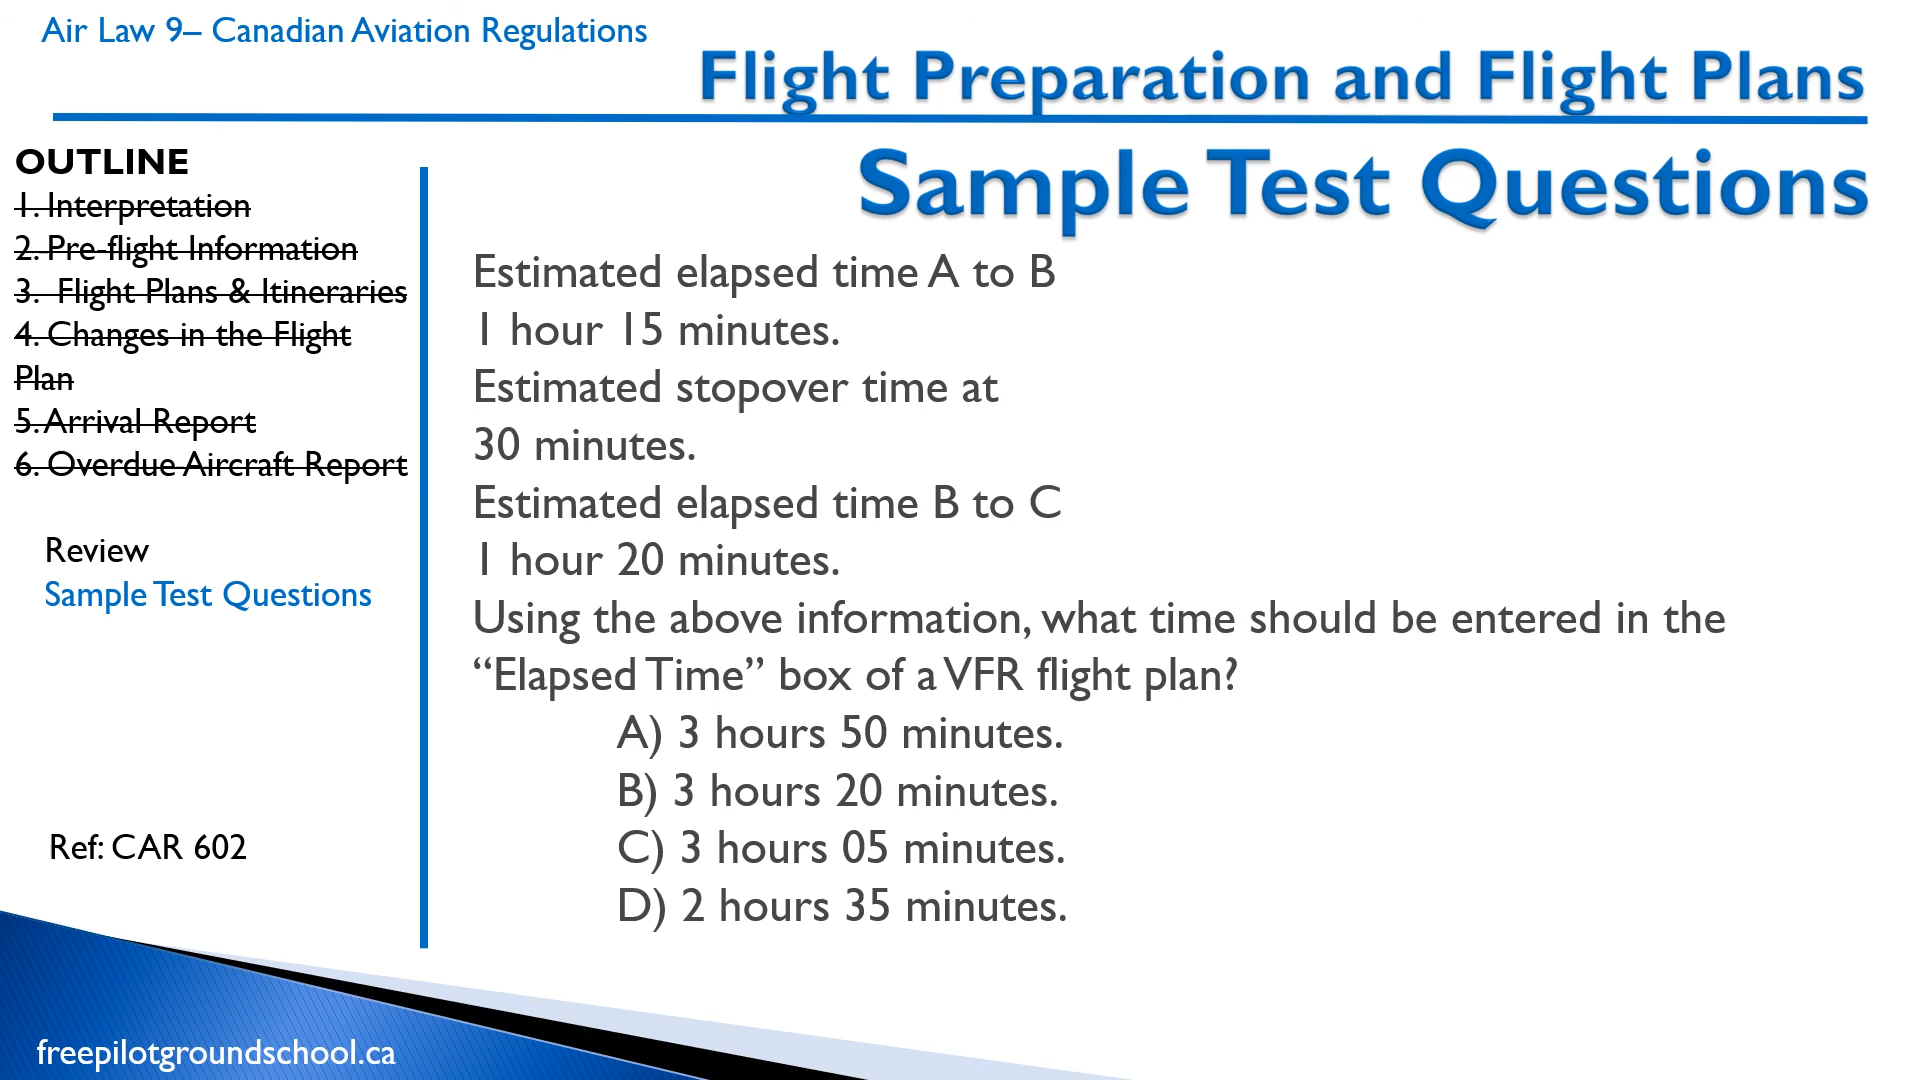 Air Law 9– Canadian Aviation Regulations
Flight Preparation and Flight Plans
OUTLINE
1. Interpretation
2. Pre-flight Information
3.  Flight Plans & Itineraries
4. Changes in the Flight
Plan
5. Arrival Report
6. Overdue Aircraft Report
Review
Sample Test Questions
Ref: CAR 602
Sample Test Questions
Estimated elapsed time A to B
1 hour 15 minutes.
Estimated stopover time at
30 minutes.
Estimated elapsed time B to C
1 hour 20 minutes.
Using the above information, what time should be entered in the
“Elapsed Time” box of a VFR flight plan?
A) 3 hours 50 minutes.
B) 3 hours 20 minutes.
C) 3 hours 05 minutes.
D) 2 hours 35 minutes.
freepilotgroundschool.ca